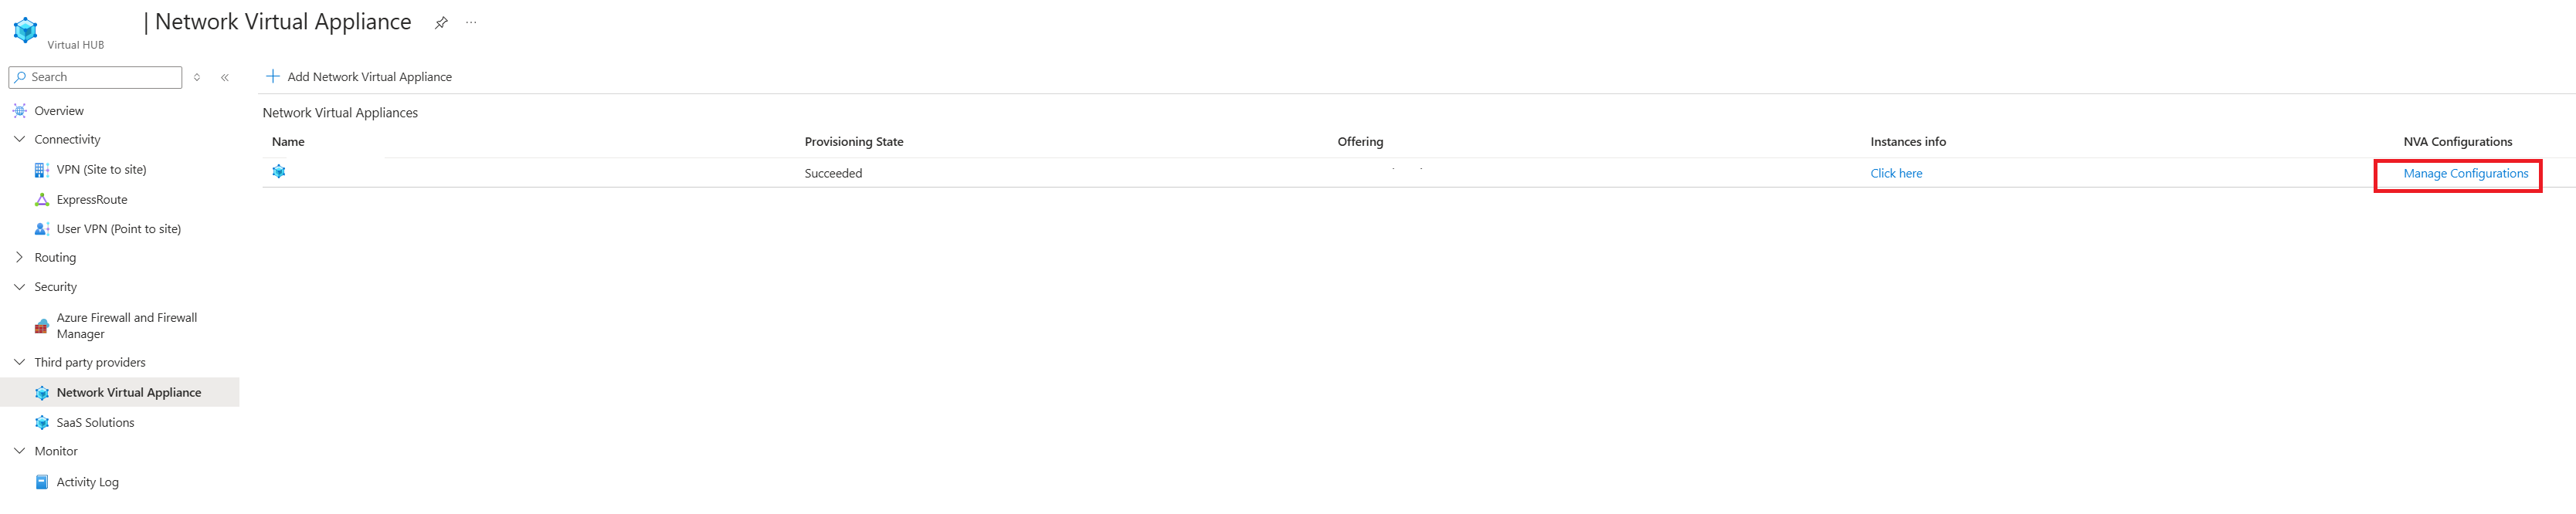 | Network Virtual Appliance
Virtual HUB
Search
Overview
Connectivity
VPN (Site to site)
ExpressRoute
User VPN (Point to site)
Routing
Security
Azure Firewall and Firewall
Manager
Third party providers
Network Virtual Appliance
SaaS Solutions
Monitor
Activity Log
Add Network Virtual Appliance
Network Virtual Appliances
Name Provisioning State Offering Instances info NVA Configurations
Succeeded Click here Manage Configurations